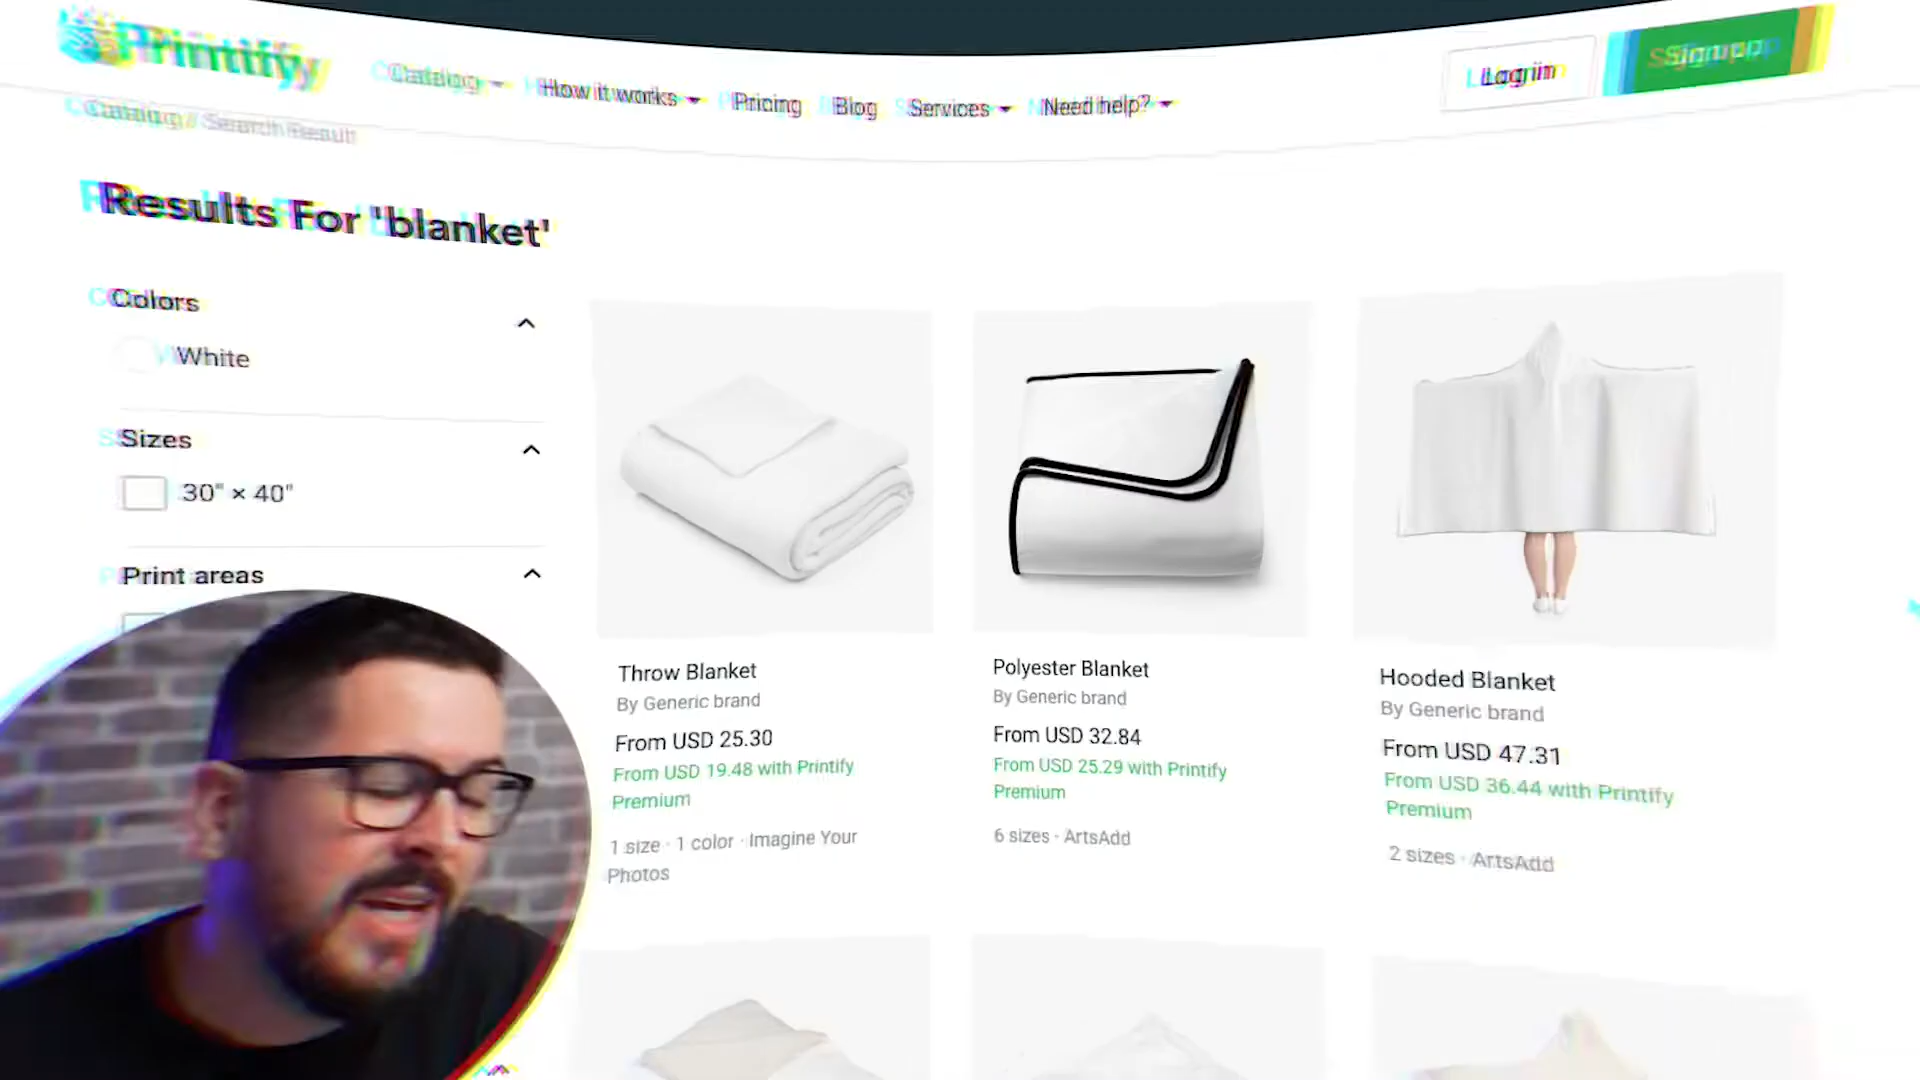 Printify
Catalog
How it works
Pricing
Blog
Services
Need help?
Log in
Sign up
Catalog / Search Result
Results For 'blanket'
Colors
White
Sizes
30" × 40"
Print areas
Throw Blanket
By Generic brand
From USD 25.30
From USD 19.48 with Printify
Premium
1 size · 1 color · Imagine Your
Photos
Polyester Blanket
By Generic brand
From USD 32.84
From USD 25.29 with Printify
Premium
6 sizes · ArtsAdd
Hooded Blanket
By Generic brand
From USD 47.31
From USD 36.44 with Printify
Premium
2 sizes · ArtsAdd